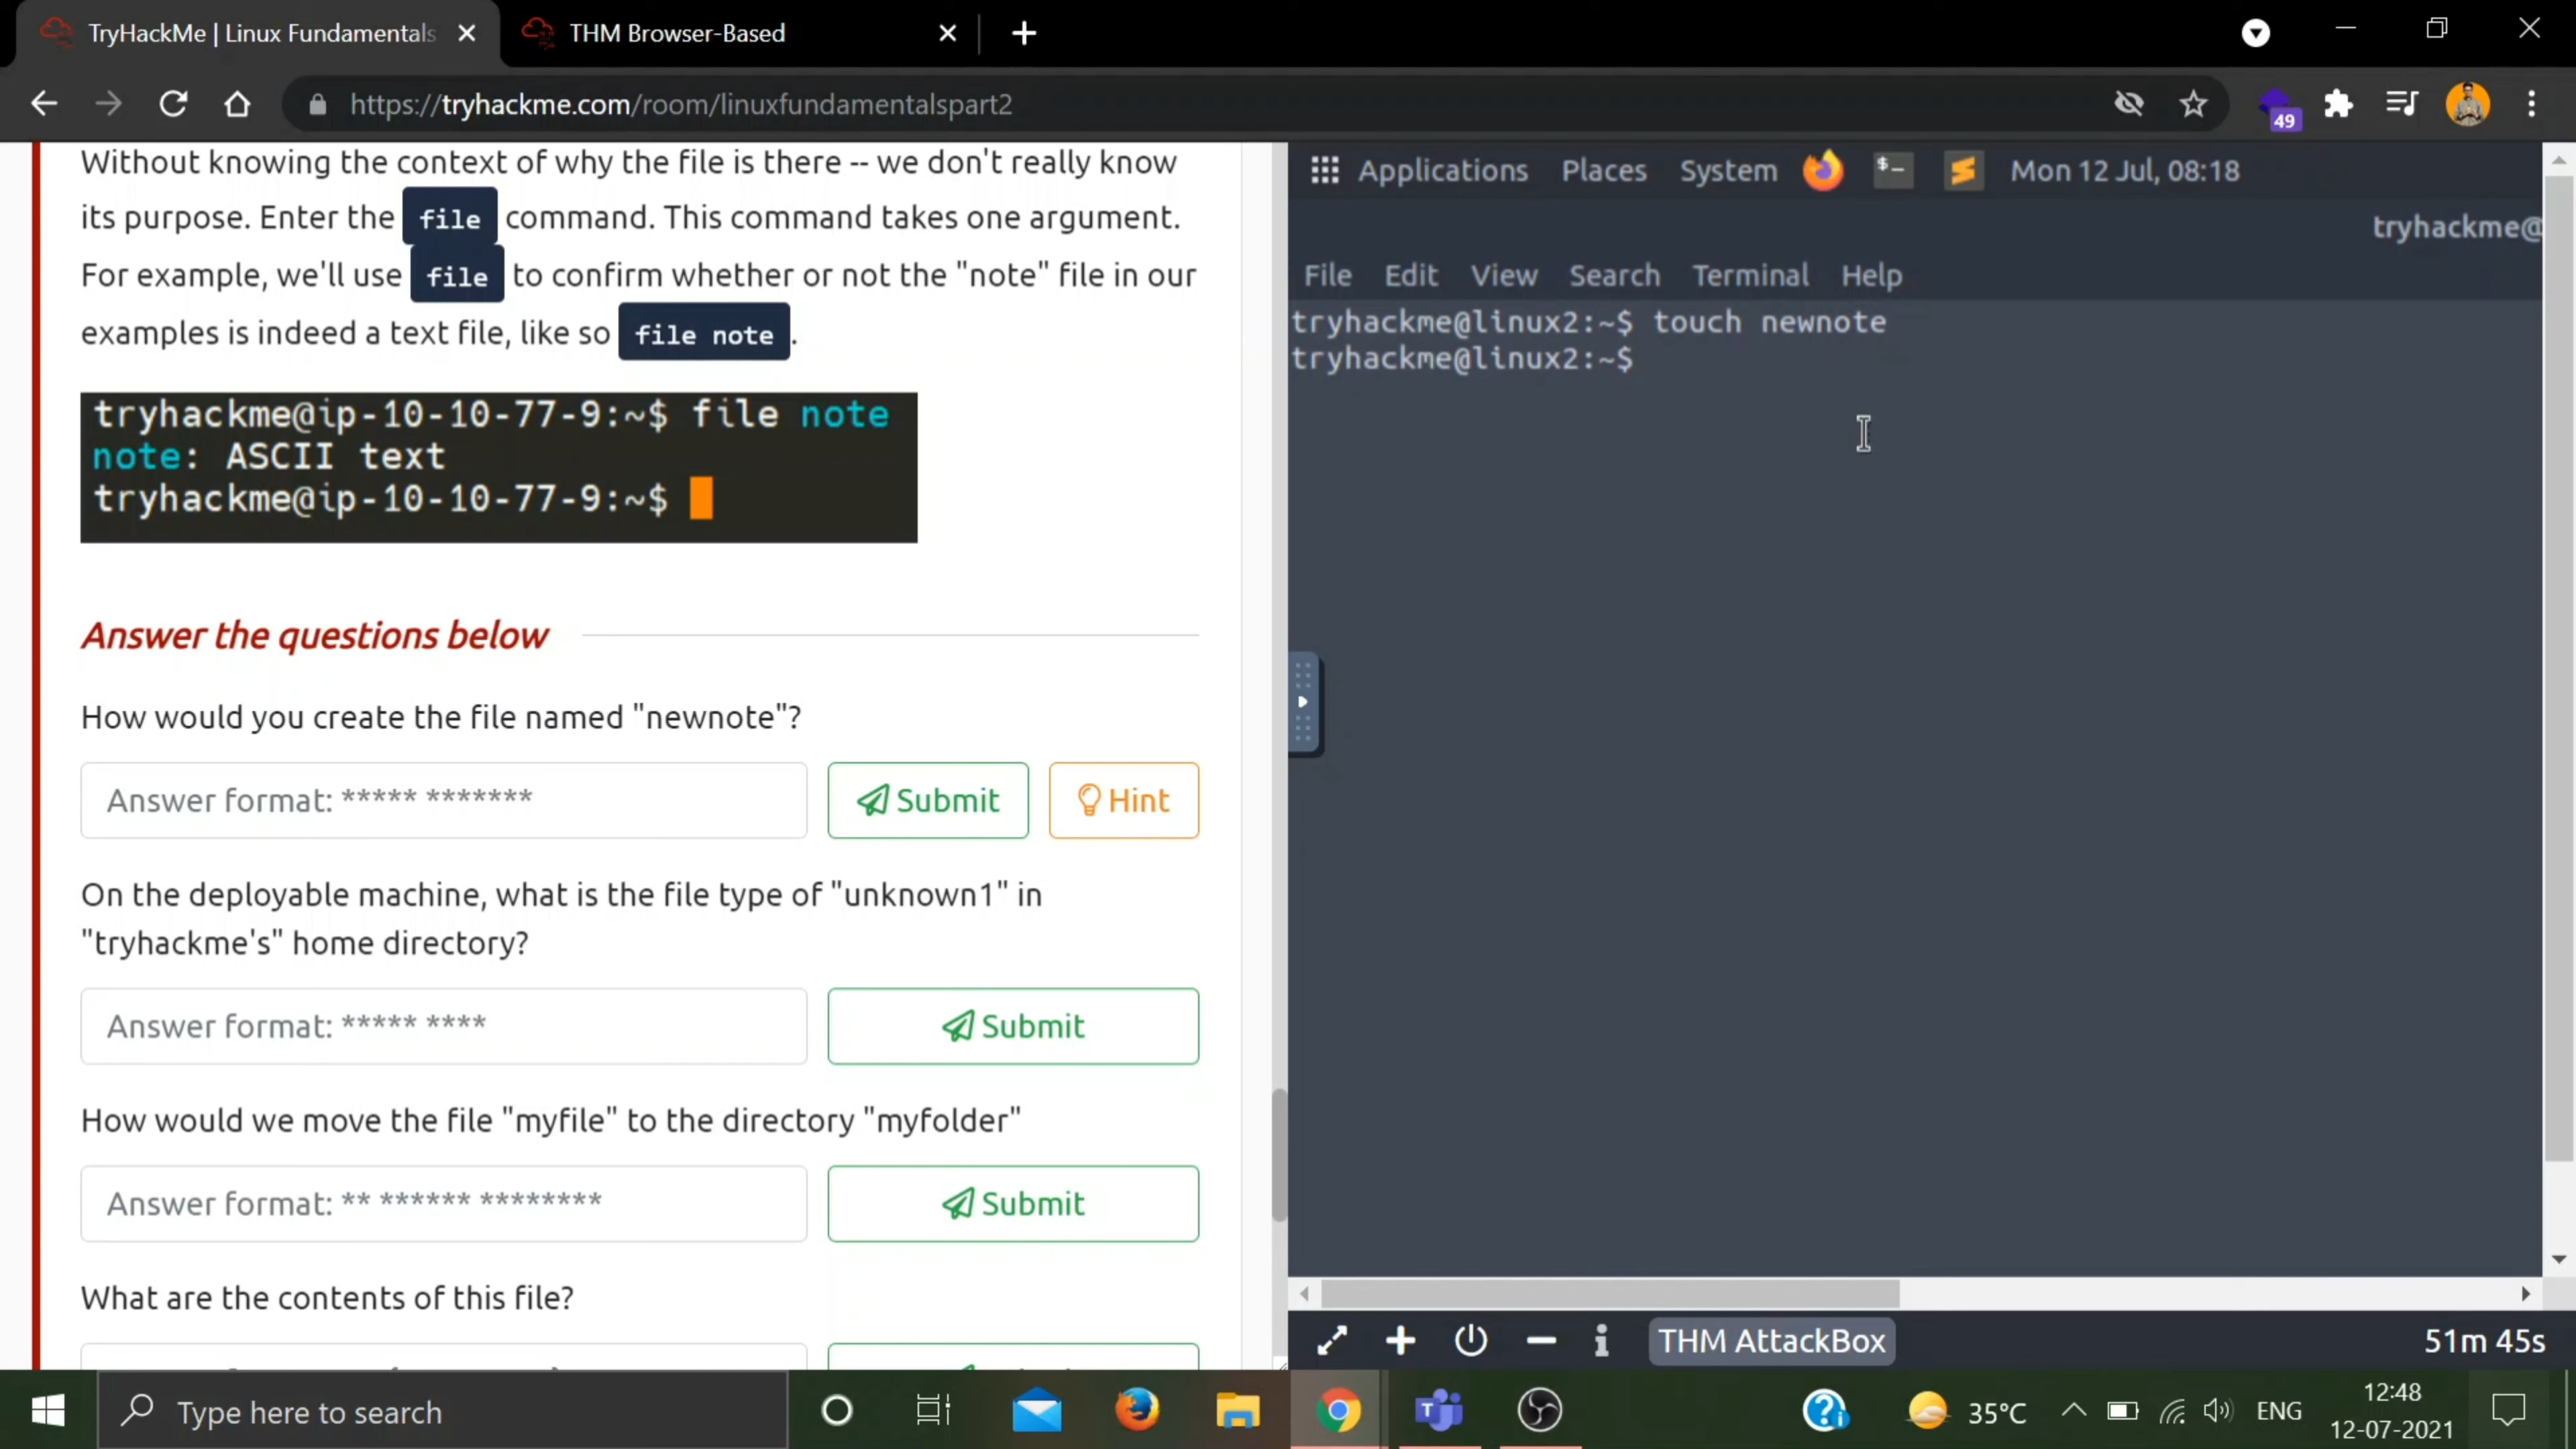 TryHackMe | Linux Fundamentals
THM Browser-Based
https://tryhackme.com/room/linuxfundamentalspart2
49
Without knowing the context of why the file is there -- we don't really know
its purpose. Enter the file command. This command takes one argument.
For example, we'll use file to confirm whether or not the "note" file in our
examples is indeed a text file, like so file note .
tryhackme@ip-10-10-77-9:~$ file note
note: ASCII text
tryhackme@ip-10-10-77-9:~$
Answer the questions below
How would you create the file named "newnote"?
Answer format: ***** *******
Submit
Hint
On the deployable machine, what is the file type of "unknown1" in
"tryhackme's" home directory?
Answer format: ***** ****
Submit
How would we move the file "myfile" to the directory "myfolder"
Answer format: ** ****** ********
Submit
What are the contents of this file?
Applications Places System $- Mon 12 Jul, 08:18
tryhackme@
File Edit View Search Terminal Help
tryhackme@linux2:~$ touch newnote
tryhackme@linux2:~$
THM AttackBox
51m 45s
Type here to search
35°C
ENG
12:48
12-07-2021